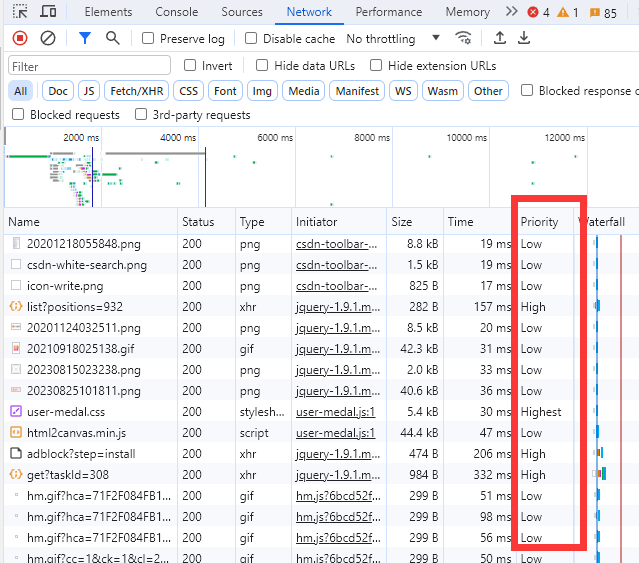 Elements Console Sources Network Performance Memory 4 1 85
Preserve log Disable cache No throttling
Filter Invert Hide data URLs Hide extension URLs
All Doc JS Fetch/XHR CSS Font Img Media Manifest WS Wasm Other Blocked response c
Blocked requests 3rd-party requests
2000 ms 4000 ms 6000 ms 8000 ms 10000 ms 12000 ms
Name Status Type Initiator Size Time Priority Waterfall
20201218055848.png 200 png csdn-toolbar-... 8.8 kB 19 ms Low
csdn-white-search.png 200 png csdn-toolbar-... 1.5 kB 19 ms Low
icon-write.png 200 png csdn-toolbar-... 825 B 17 ms Low
list?positions=932 200 xhr jquery-1.9.1.m... 282 B 157 ms High
20201124032511.png 200 png jquery-1.9.1.m... 8.5 kB 20 ms Low
20210918025138.gif 200 gif jquery-1.9.1.m... 42.3 kB 31 ms Low
20230815023238.png 200 png jquery-1.9.1.m... 2.0 kB 33 ms Low
20230825101811.png 200 png jquery-1.9.1.m... 40.6 kB 36 ms Low
user-medal.css 200 stylesh... user-medal.js:1 5.4 kB 30 ms Highest
html2canvas.min.js 200 script user-medal.js:1 44.4 kB 47 ms Low
adblock?step=install 200 xhr jquery-1.9.1.m... 474 B 206 ms High
get?taskId=308 200 xhr jquery-1.9.1.m... 984 B 332 ms High
hm.gif?hca=71F2F084FB1... 200 gif hm.js?6bcd52f... 299 B 51 ms Low
hm.gif?hca=71F2F084FB1... 200 gif hm.js?6bcd52f... 299 B 98 ms Low
hm.gif?hca=71F2F084FB1... 200 gif hm.js?6bcd52f... 299 B 56 ms Low
hm.gif?cc=1&ck=1&cl=2... 200 gif hm.js?6bcd52f... 299 B 50 ms Low